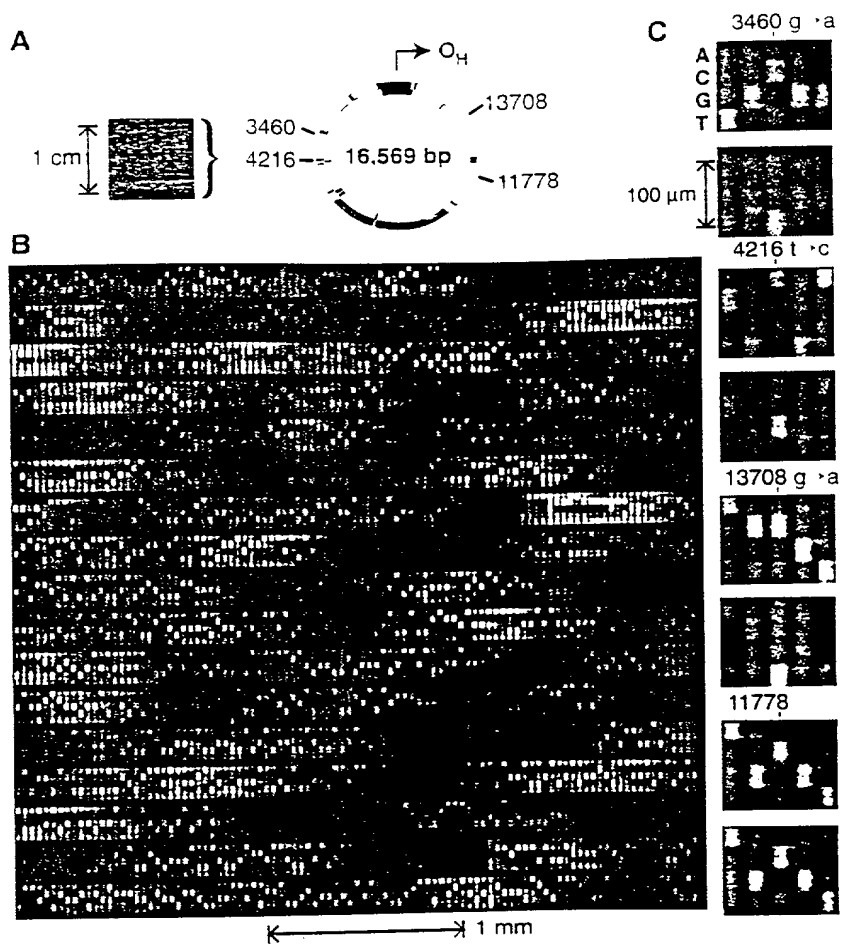 A
O_H
13708
3460
1 cm
4216
16,569 bp
11778
B
1 mm
C
3460 g→a
A
C
G
T
100 µm
4216 t→c
13708 g→a
11778